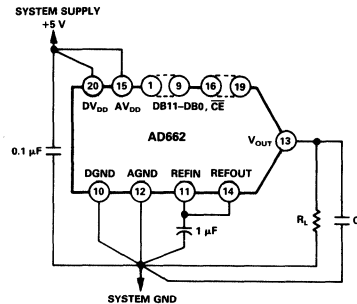 SYSTEM SUPPLY
+5 V
20 15 1 9 16 19
DV_DD AV_DD DB11–DB0, C̅E̅
AD662
V_OUT 13
0.1 μF
DGND AGND REFIN REFOUT
10 12 11 14
1 μF
R_L
C
SYSTEM GND